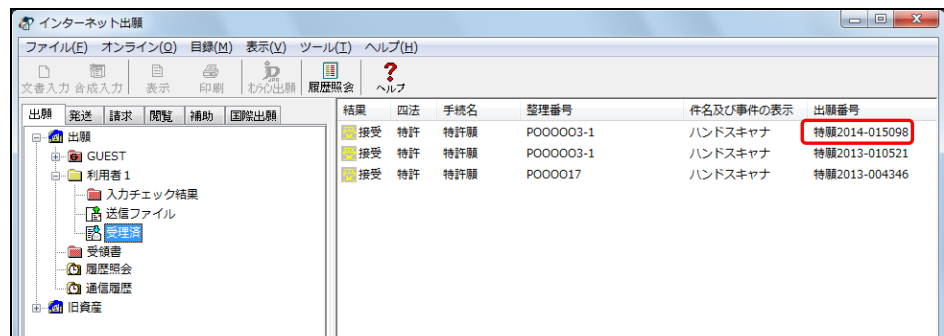 インターネット出願
ファイル(F) オンライン(O) 目録(M) 表示(V) ツール(T) ヘルプ(H)
文書入力 合成入力 表示 印刷 オンライン出願 履歴照会 ヘルプ
出願 発送 請求 閲覧 補助 国際出願
出願
GUEST
利用者1
入力チェック結果
送信ファイル
受理済
受領書
履歴照会
通信履歴
旧資産
結果 四法 手続名 整理番号 件名及び事件の表示 出願番号
接受 特許 特許願 PO00003-1 ハンドスキャナ 特願2014-015098
接受 特許 特許願 PO00003-1 ハンドスキャナ 特願2013-010521
接受 特許 特許願 PO00017 ハンドスキャナ 特願2013-004346